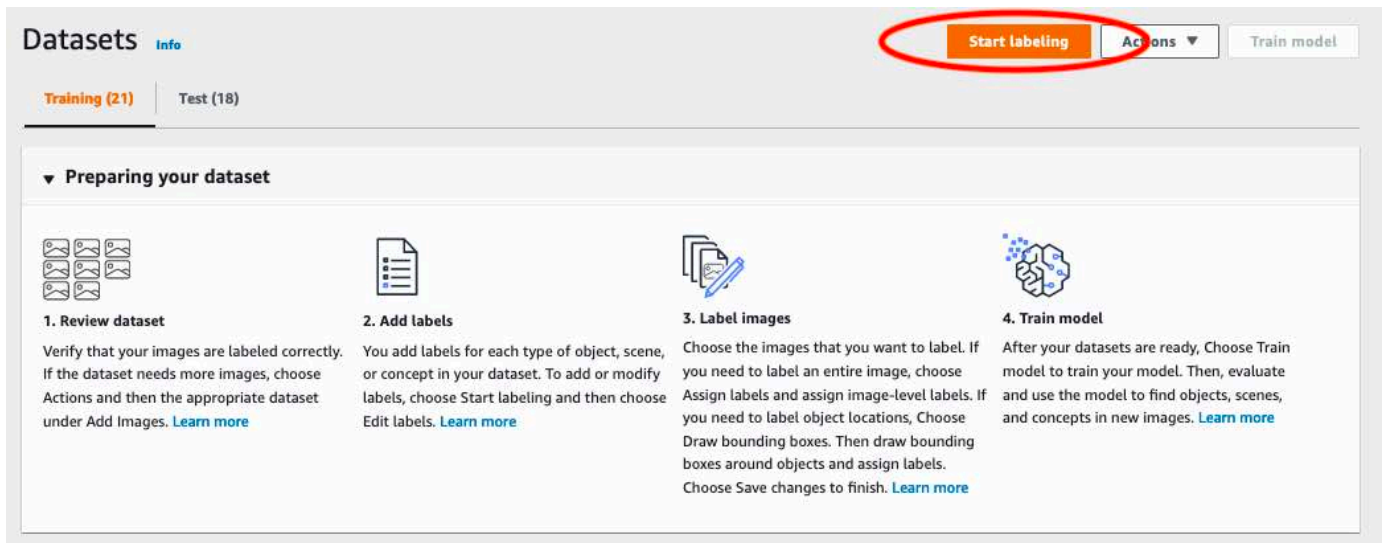 Datasets Info
Start labeling
Actions ▼
Train model
Training (21)
Test (18)
▼ Preparing your dataset
1. Review dataset
Verify that your images are labeled correctly.
If the dataset needs more images, choose
Actions and then the appropriate dataset
under Add Images. Learn more
2. Add labels
You add labels for each type of object, scene,
or concept in your dataset. To add or modify
labels, choose Start labeling and then choose
Edit labels. Learn more
3. Label images
Choose the images that you want to label. If
you need to label an entire image, choose
Assign labels and assign image-level labels. If
you need to label object locations, Choose
Draw bounding boxes. Then draw bounding
boxes around objects and assign labels.
Choose Save changes to finish. Learn more
4. Train model
After your datasets are ready, Choose Train
model to train your model. Then, evaluate
and use the model to find objects, scenes,
and concepts in new images. Learn more